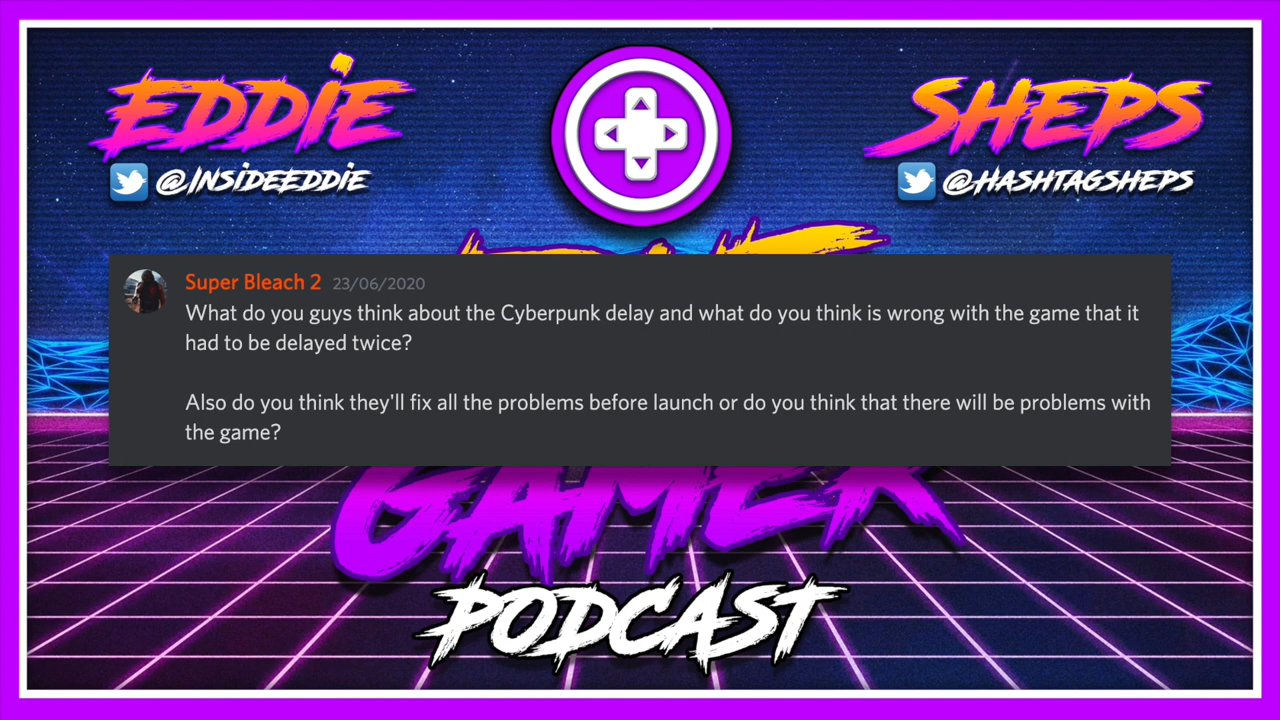 EDDIE
SHEPS
@INSIDEEDDIE
@HASHTAGSHEPS
Super Bleach 2 23/06/2020
What do you guys think about the Cyberpunk delay and what do you think is wrong with the game that it
had to be delayed twice?
Also do you think they'll fix all the problems before launch or do you think that there will be problems with
the game?
GAMER
PODCAST